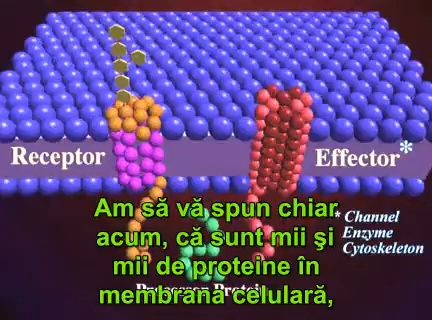 Receptor
Effector*
* Channel
Enzyme
Cytoskeleton
Am să vă spun chiar
acum, că sunt mii şi
mii de proteine în
membrana celulară,